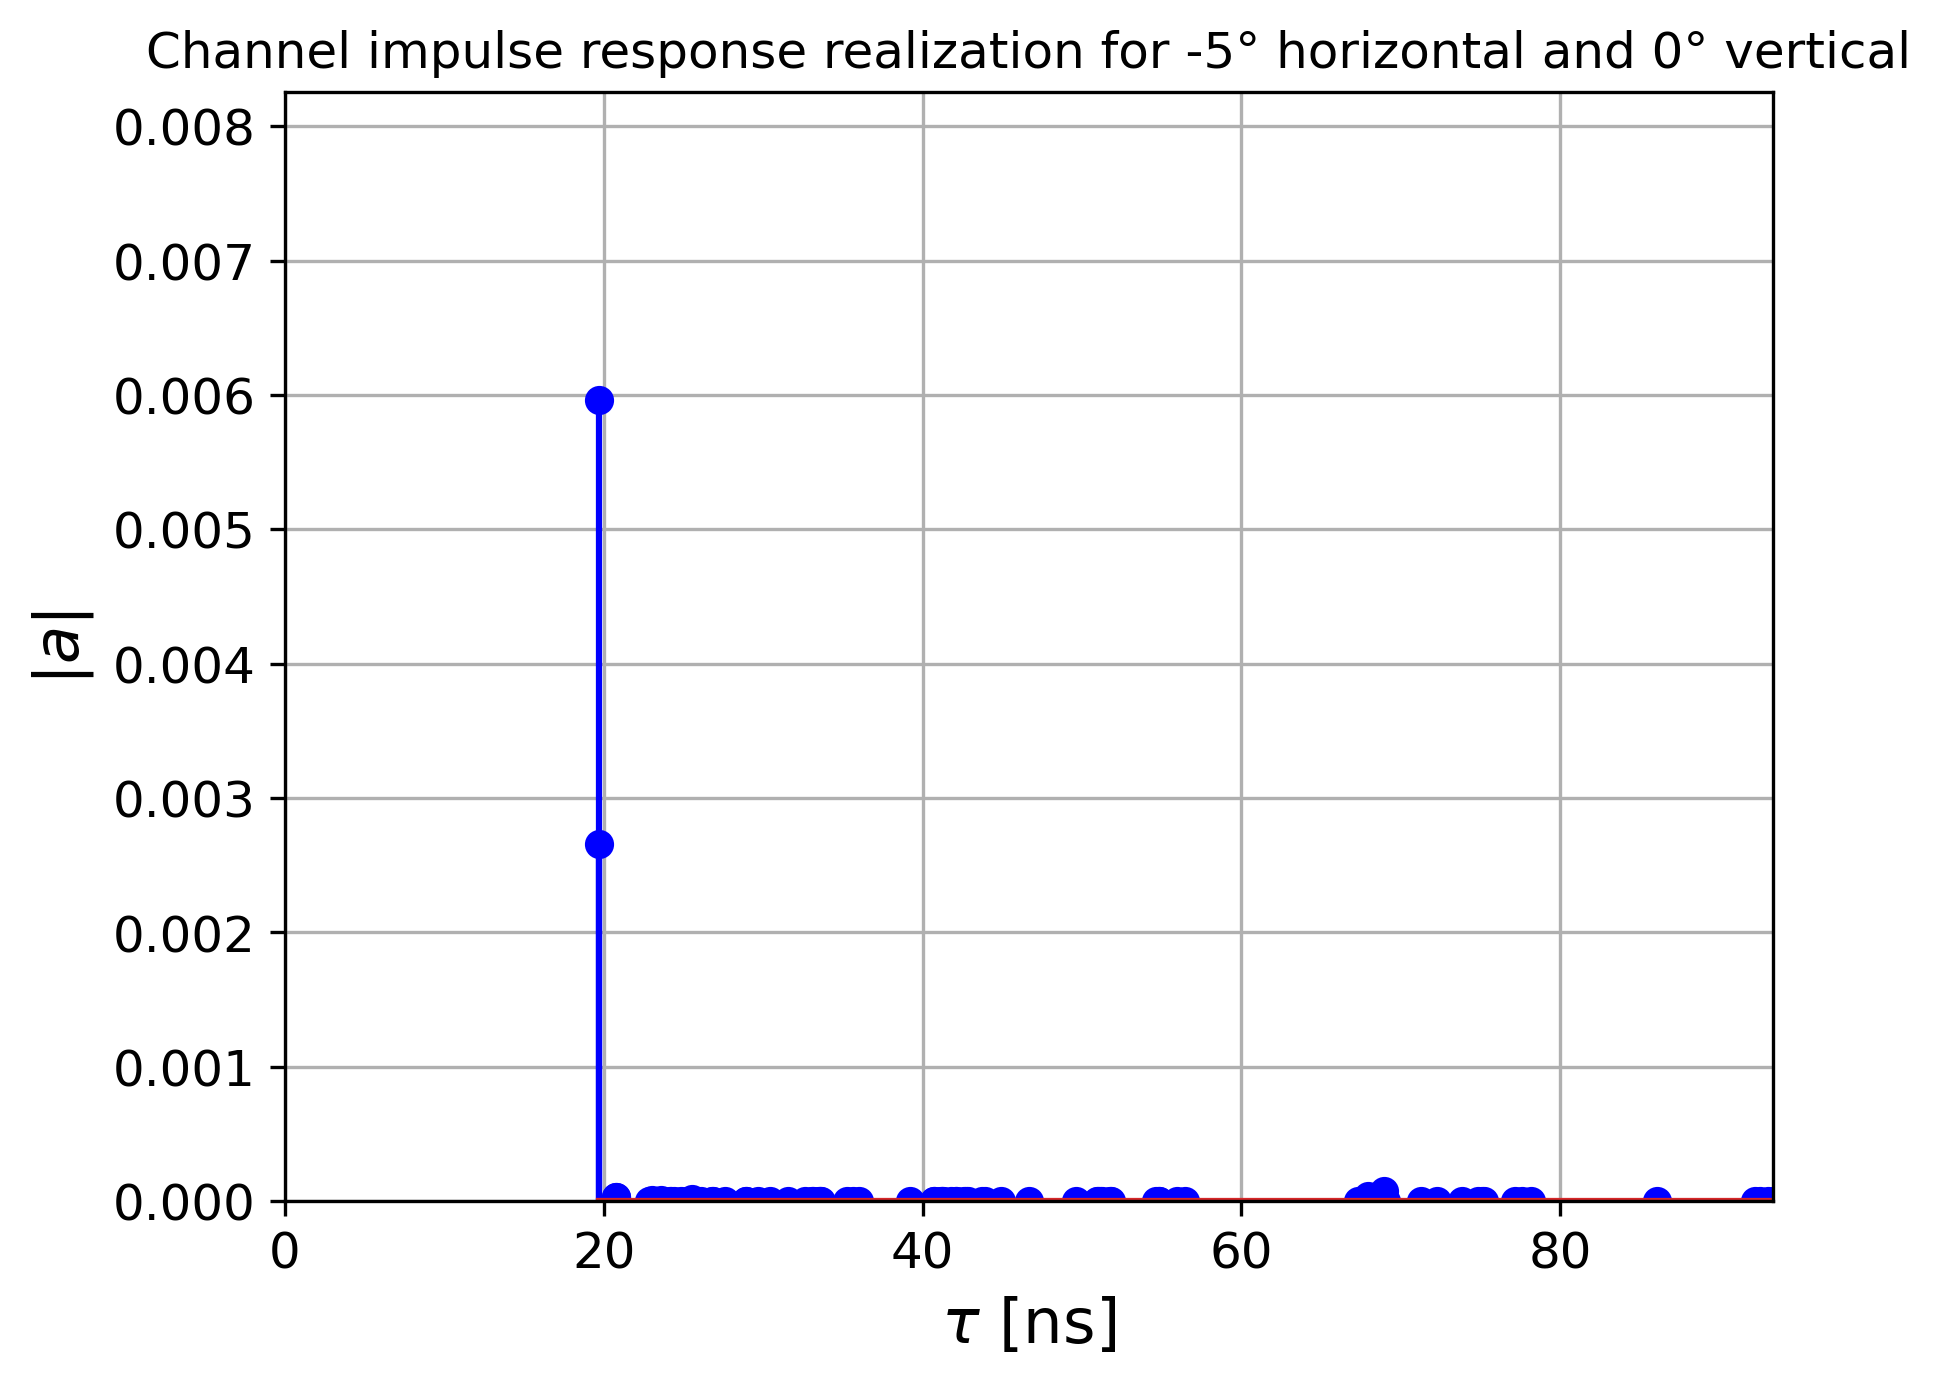 Channel impulse response realization for -5° horizontal and 0° vertical
0.008
0.007
0.006
0.005
0.004
0.003
0.002
0.001
0.000
|a|
0 20 40 60 80
τ [ns]